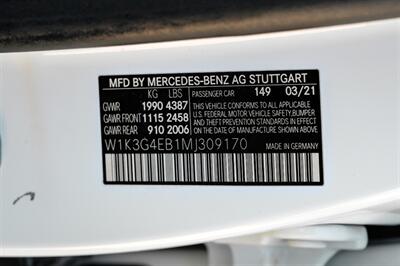 MFD BY MERCEDES-BENZ AG STUTTGART
KG LBS PASSENGER CAR 149 03/21
GWR 1990 4387
GAWR FRONT 1115 2458
GAWR REAR 910 2006
THIS VEHICLE CONFORMS TO ALL APPLICABLE
U.S. FEDERAL MOTOR VEHICLE SAFETY, BUMPER
AND THEFT PREVENTION STANDARDS IN EFFECT
ON THE DATE OF MANUFACTURE SHOWN ABOVE.
W1K3G4EB1MJ309170 MADE IN GERMANY